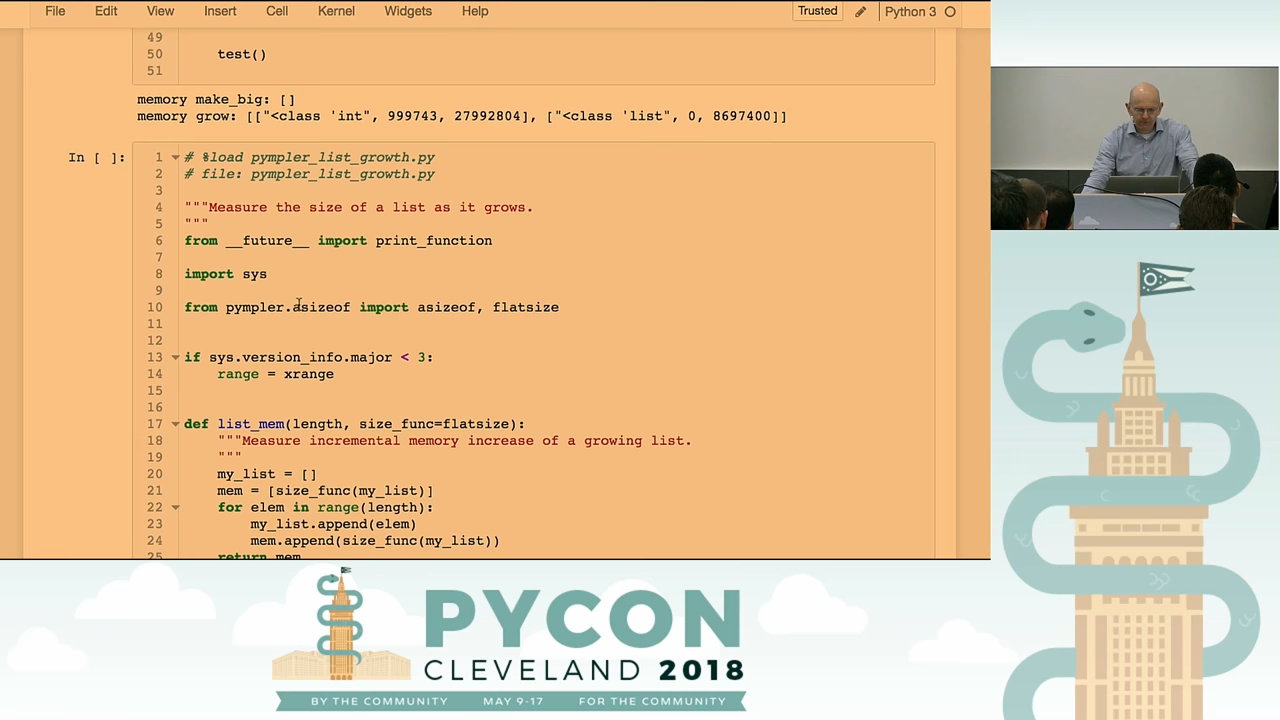 File Edit View Insert Cell Kernel Widgets Help Trusted Python 3
49
50 test()
51
memory make_big: []
memory grow: [["<class 'int", 999743, 27992804], ["<class 'list", 0, 8697400]]
In [ ]:
1 # %load pympler_list_growth.py
2 # file: pympler_list_growth.py
3
4 """Measure the size of a list as it grows.
5 """
6 from __future__ import print_function
7
8 import sys
9
10 from pympler.asizeof import asizeof, flatsize
11
12
13 if sys.version_info.major < 3:
14 range = xrange
15
16
17 def list_mem(length, size_func=flatsize):
18 """Measure incremental memory increase of a growing list.
19 """
20 my_list = []
21 mem = [size_func(my_list)]
22 for elem in range(length):
23 my_list.append(elem)
24 mem.append(size_func(my_list))
25 return mem
PYCON
CLEVELAND 2018
BY THE COMMUNITY MAY 9-17 FOR THE COMMUNITY